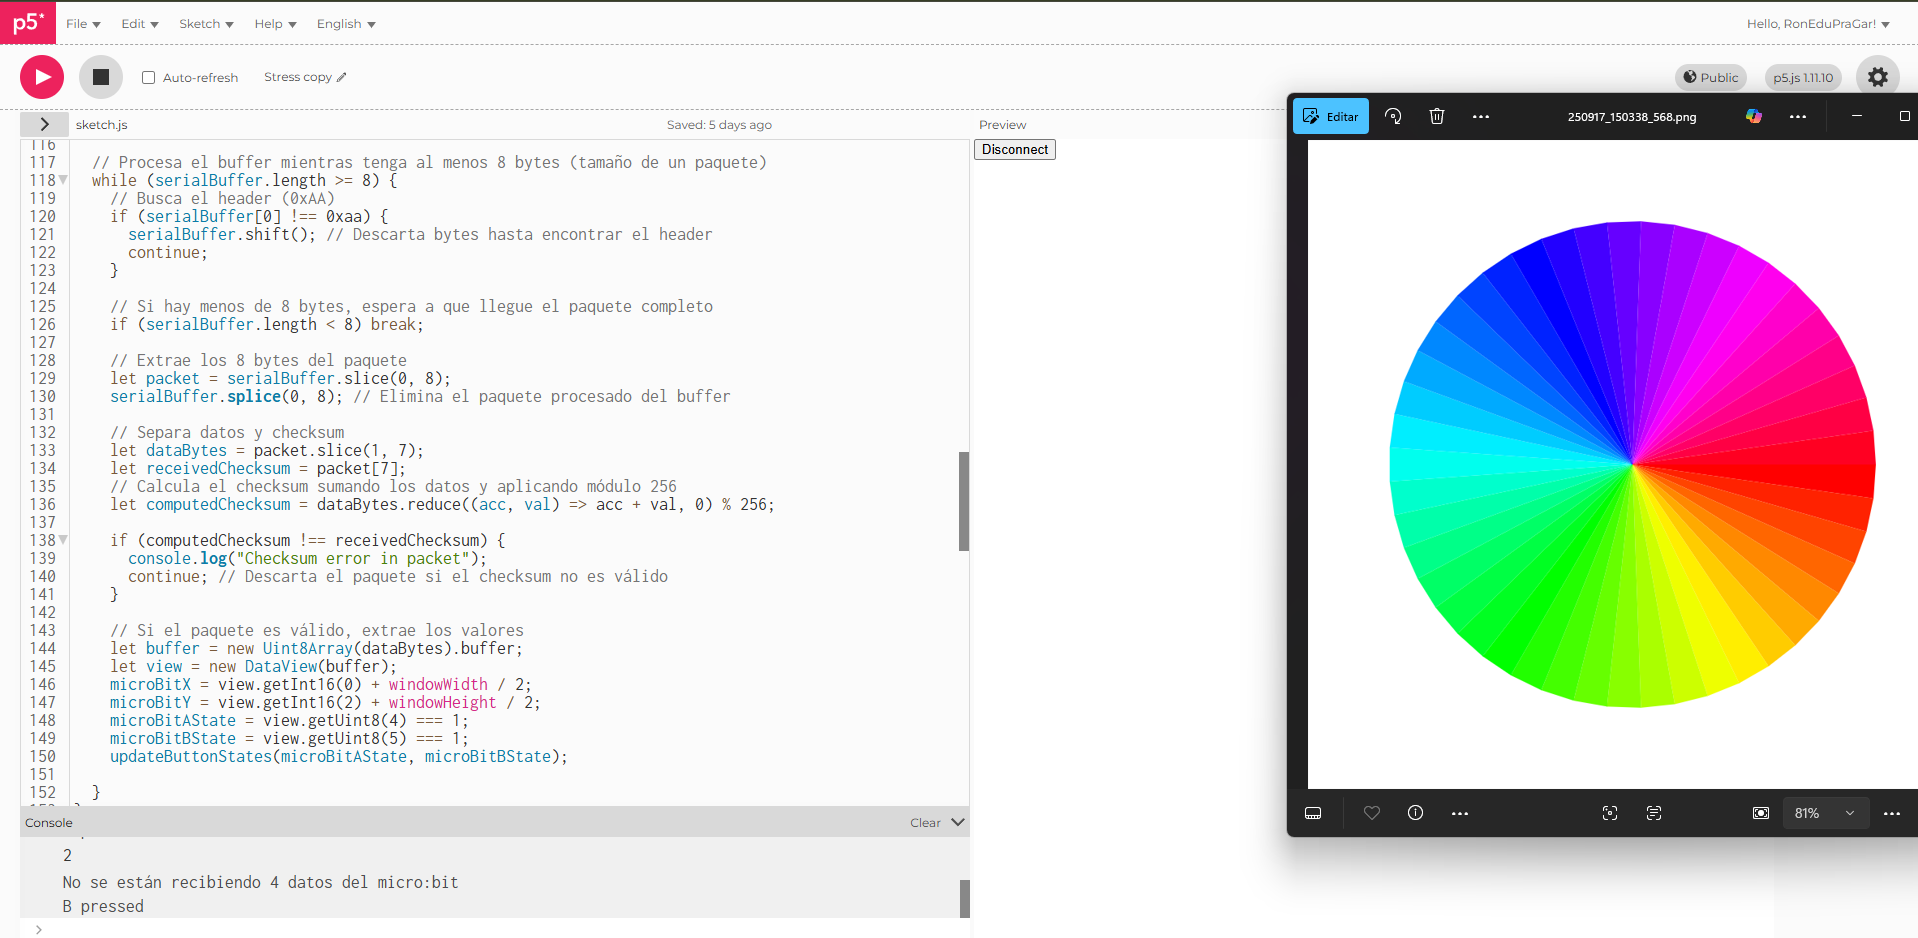 p5* File Edit Sketch Help English Hello, RonEduPraGar!
Auto-refresh Stress copy Public p5.js 1.11.10
sketch.js Saved: 5 days ago Preview
Disconnect
116
117 // Procesa el buffer mientras tenga al menos 8 bytes (tamaño de un paquete)
118 while (serialBuffer.length >= 8) {
119 // Busca el header (0xAA)
120 if (serialBuffer[0] !== 0xaa) {
121 serialBuffer.shift(); // Descarta bytes hasta encontrar el header
122 continue;
123 }
124
125 // Si hay menos de 8 bytes, espera a que llegue el paquete completo
126 if (serialBuffer.length < 8) break;
127
128 // Extrae los 8 bytes del paquete
129 let packet = serialBuffer.slice(0, 8);
130 serialBuffer.splice(0, 8); // Elimina el paquete procesado del buffer
131
132 // Separa datos y checksum
133 let dataBytes = packet.slice(1, 7);
134 let receivedChecksum = packet[7];
135 // Calcula el checksum sumando los datos y aplicando módulo 256
136 let computedChecksum = dataBytes.reduce((acc, val) => acc + val, 0) % 256;
137
138 if (computedChecksum !== receivedChecksum) {
139 console.log("Checksum error in packet");
140 continue; // Descarta el paquete si el checksum no es válido
141 }
142
143 // Si el paquete es válido, extrae los valores
144 let buffer = new Uint8Array(dataBytes).buffer;
145 let view = new DataView(buffer);
146 microBitX = view.getInt16(0) + windowWidth / 2;
147 microBitY = view.getInt16(2) + windowHeight / 2;
148 microBitAState = view.getUint8(4) === 1;
149 microBitBState = view.getUint8(5) === 1;
150 updateButtonStates(microBitAState, microBitBState);
151
152 }
Console Clear
2
No se están recibiendo 4 datos del micro:bit
B pressed
>
Editar 250917_150338_568.png
81%